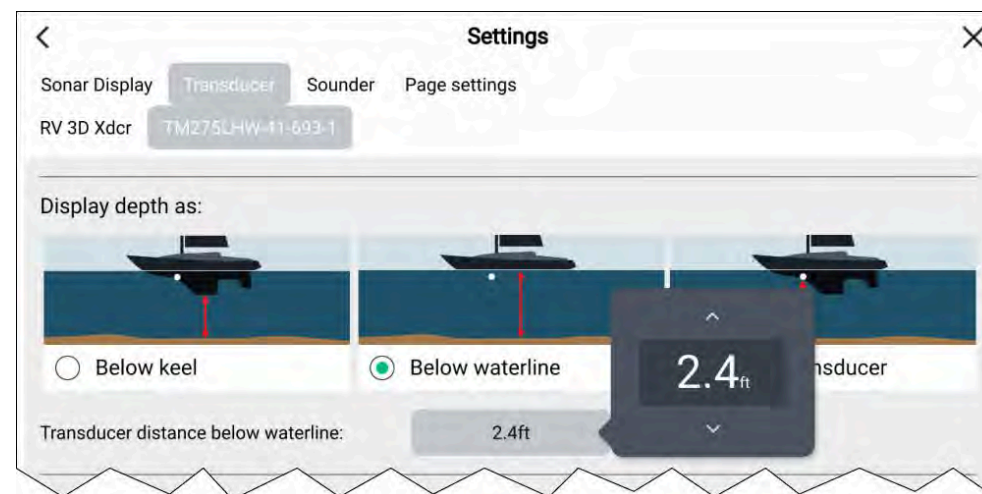 Settings
Sonar Display Transducer Sounder Page settings
RV 3D Xdcr TM275LHW-11-693-1
Display depth as:
Below keel Below waterline nsducer
2.4ft
Transducer distance below waterline: 2.4ft